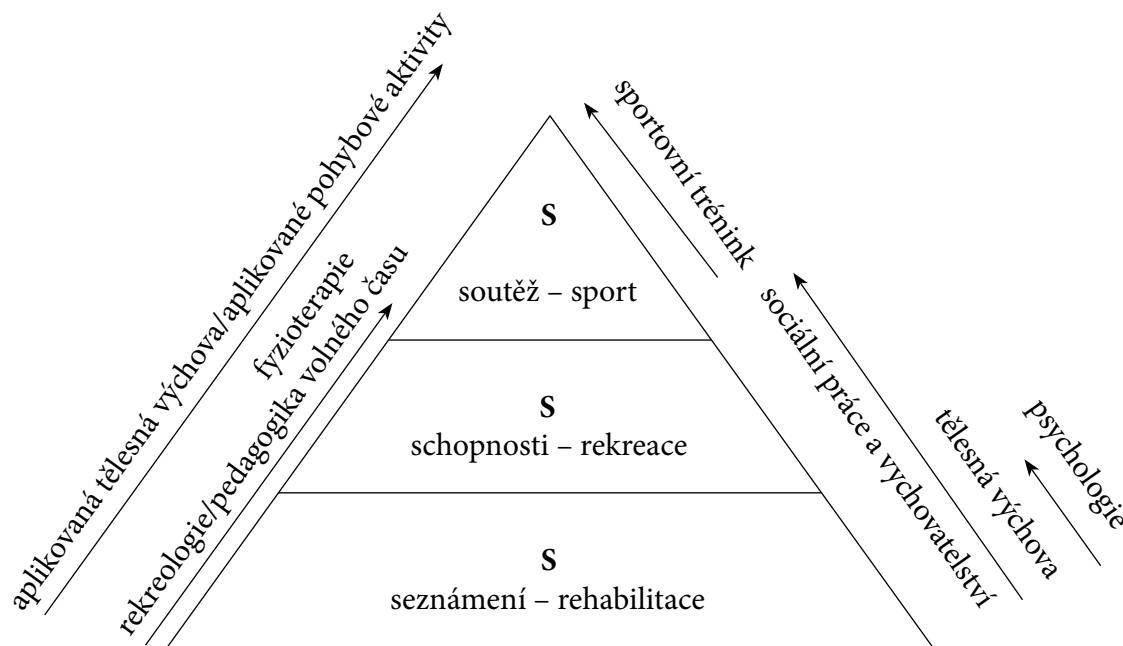 aplikovaná tělesná výchova/aplikované pohybové aktivity
fyzioterapie
rekreologie/pedagogika volného času
S
soutěž – sport
S
schopnosti – rekreace
S
seznámení – rehabilitace
sportovní trénink
sociální práce a vychovatelství
tělesná výchova
psychologie